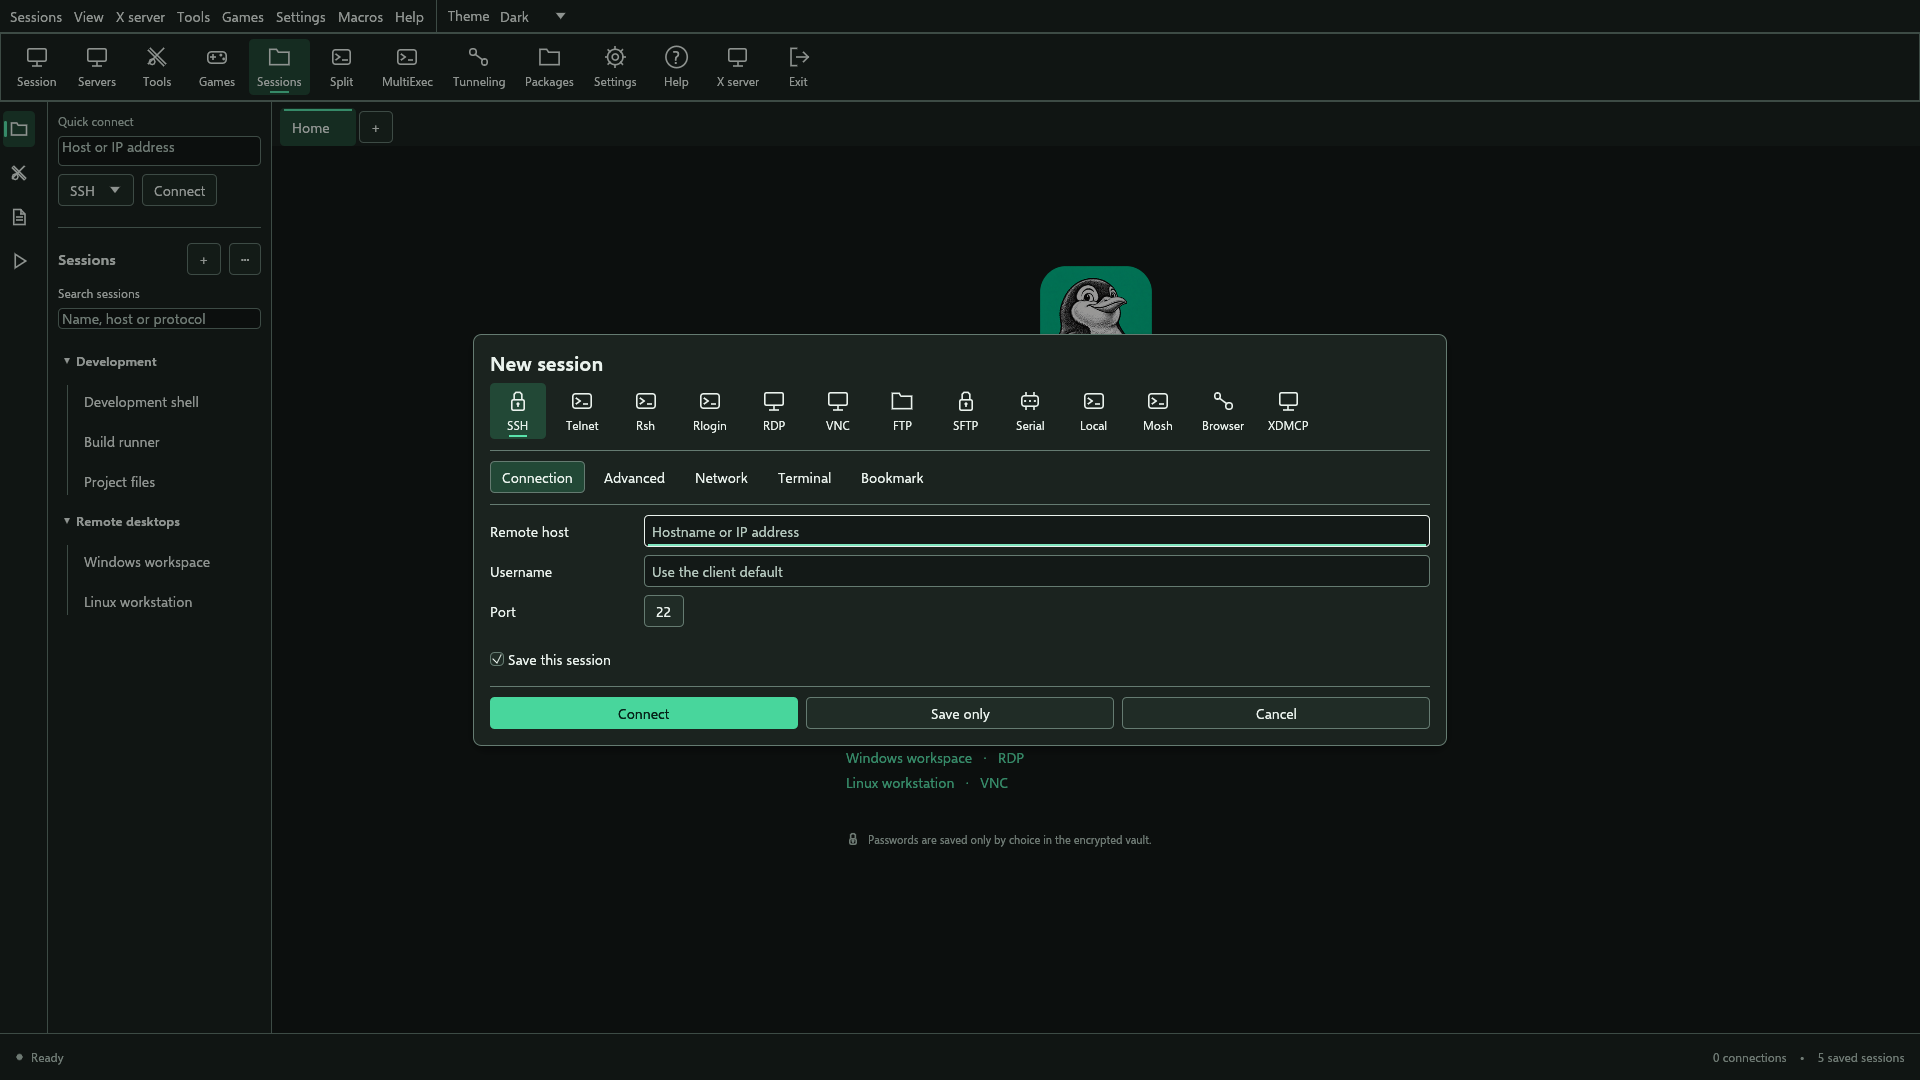 Sessions View X server Tools Games Settings Macros Help Theme Dark
Session Servers Tools Games Sessions Split MultiExec Tunneling Packages Settings Help X server Exit
Quick connect
Host or IP address
SSH Connect
Sessions + ...
Search sessions
Name, host or protocol
Development
Development shell
Build runner
Project files
Remote desktops
Windows workspace
Linux workstation
Home +
New session
SSH Telnet Rsh Rlogin RDP VNC FTP SFTP Serial Local Mosh Browser XDMCP
Connection Advanced Network Terminal Bookmark
Remote host Hostname or IP address
Username Use the client default
Port 22
Save this session
Connect Save only Cancel
Windows workspace · RDP
Linux workstation · VNC
Passwords are saved only by choice in the encrypted vault.
Ready 0 connections • 5 saved sessions